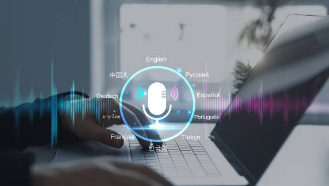 English
中国人
Русский
Deutsch
Español
Português
Français
Türkçe